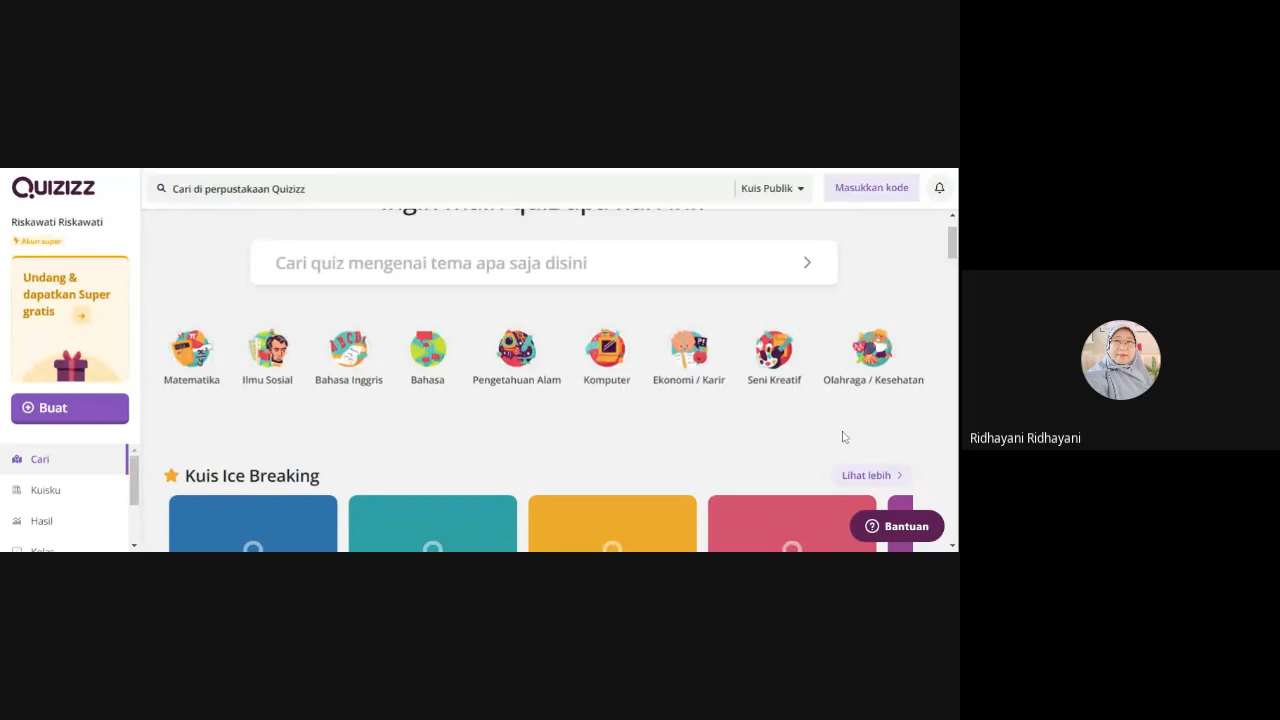 QUIZIZZ
Cari di perpustakaan Quizizz
Kuis Publik
Masukkan kode
Riskawati Riskawati
Akun super
Undang &
dapatkan Super
gratis
Buat
Cari
Kuisku
Hasil
Kelas
Cari quiz mengenai tema apa saja disini
Matematika
Ilmu Sosial
Bahasa Inggris
Bahasa
Pengetahuan Alam
Komputer
Ekonomi / Karir
Seni Kreatif
Olahraga / Kesehatan
Kuis Ice Breaking
Lihat lebih
Bantuan
Ridhayani Ridhayani